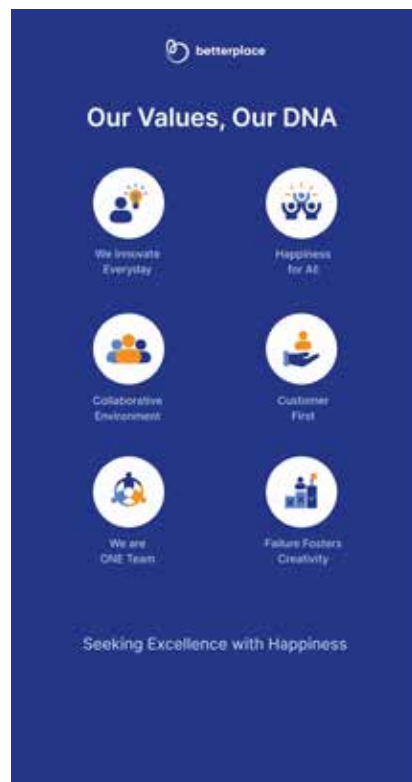 betterplace
Our Values, Our DNA
We Innovate
Everyday
Happiness
for All
Collaborative
Environment
Customer
First
We are
ONE Team
Failure Fosters
Creativity
Seeking Excellence with Happiness